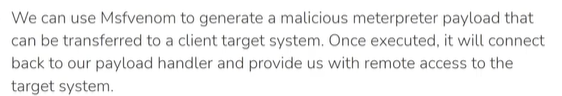 We can use Msfvenom to generate a malicious meterpreter payload that
can be transferred to a client target system. Once executed, it will connect
back to our payload handler and provide us with remote access to the
target system.